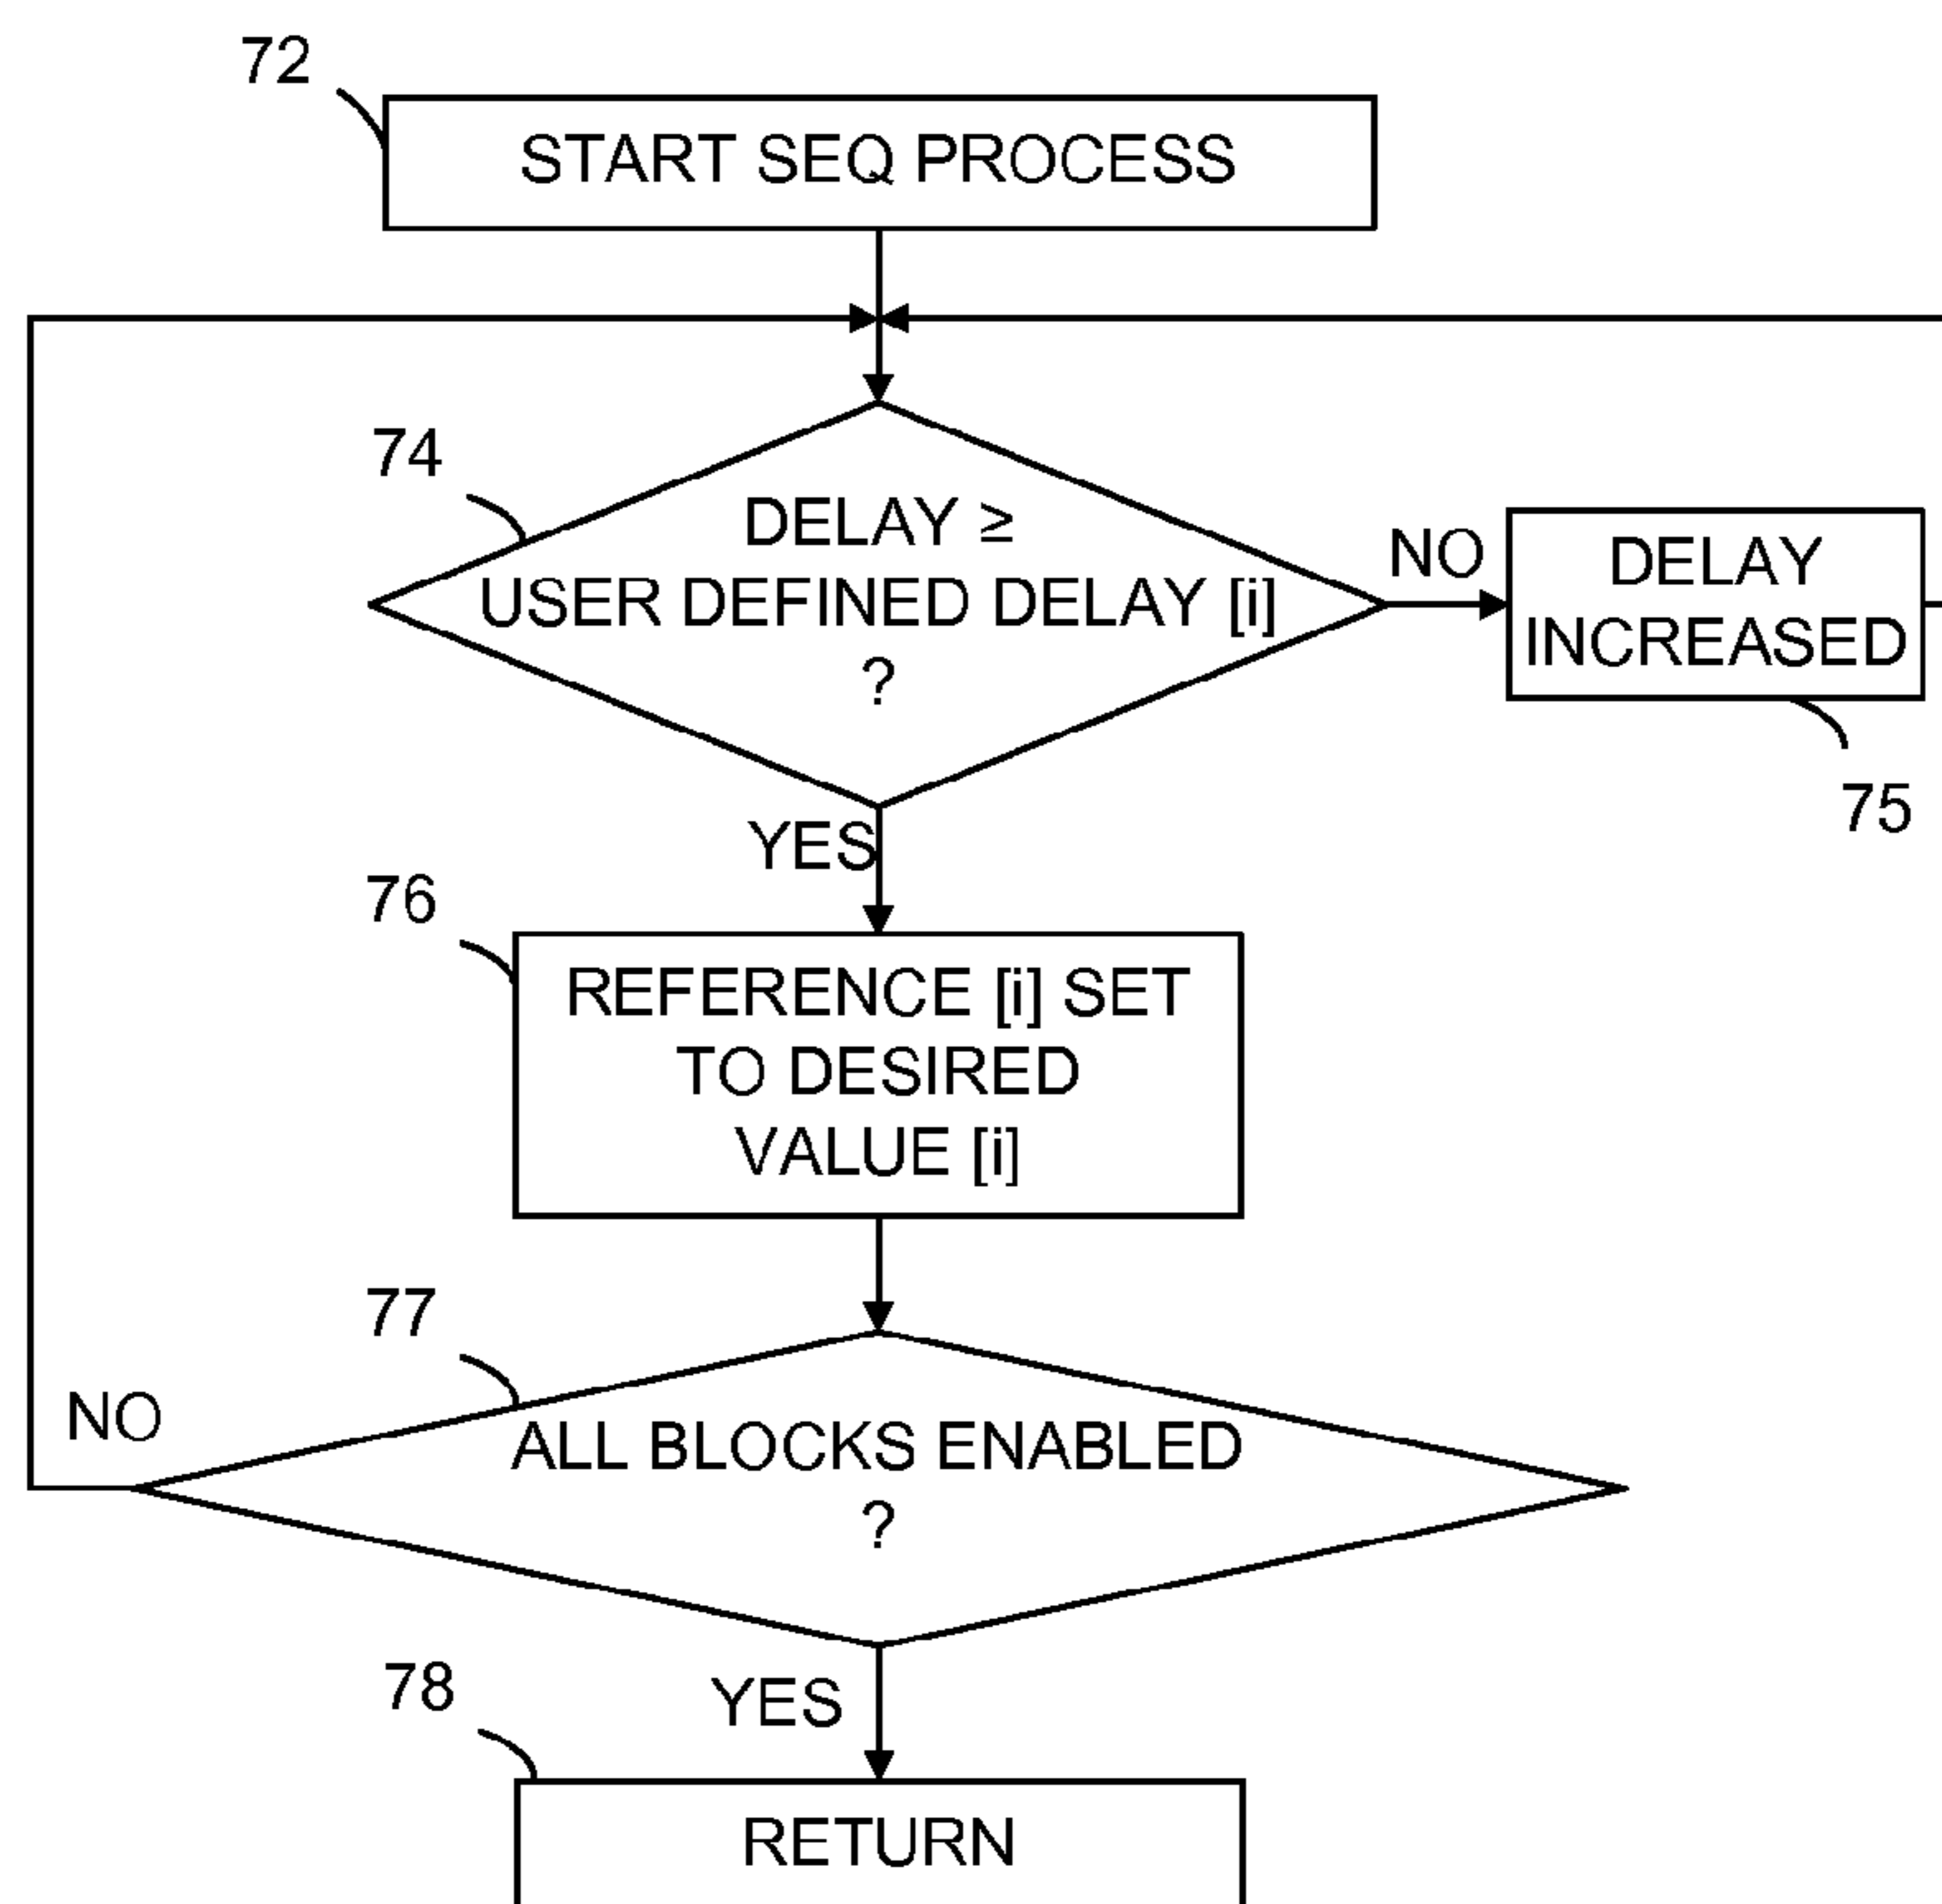 72
START SEQ PROCESS
74
DELAY ≥
USER DEFINED DELAY [i]
?
NO
DELAY
INCREASED
75
YES
76
REFERENCE [i] SET
TO DESIRED
VALUE [i]
77
NO
ALL BLOCKS ENABLED
?
78
YES
RETURN